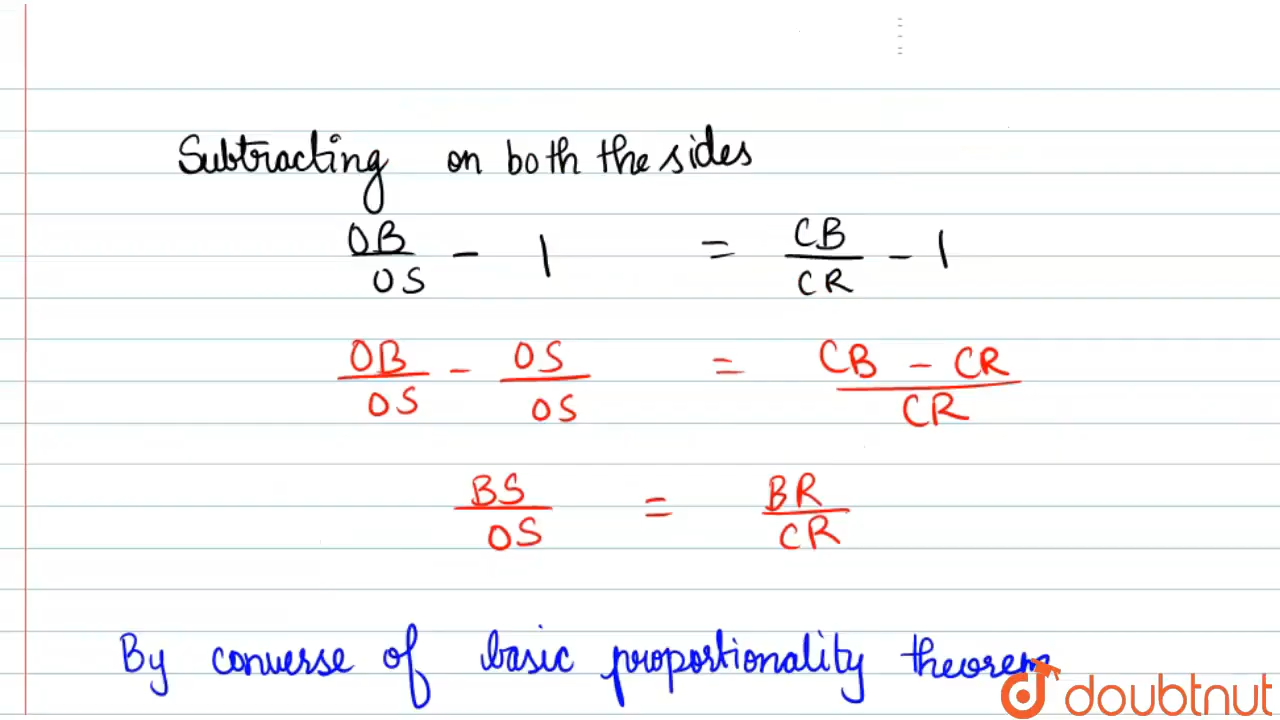 Subtracting on both the sides
OB/OS - 1 = CB/CR - 1
OB/OS - OS/OS = CB - CR/CR
BS/OS = BR/CR
By converse of basic proportionality theorem
doubtnut